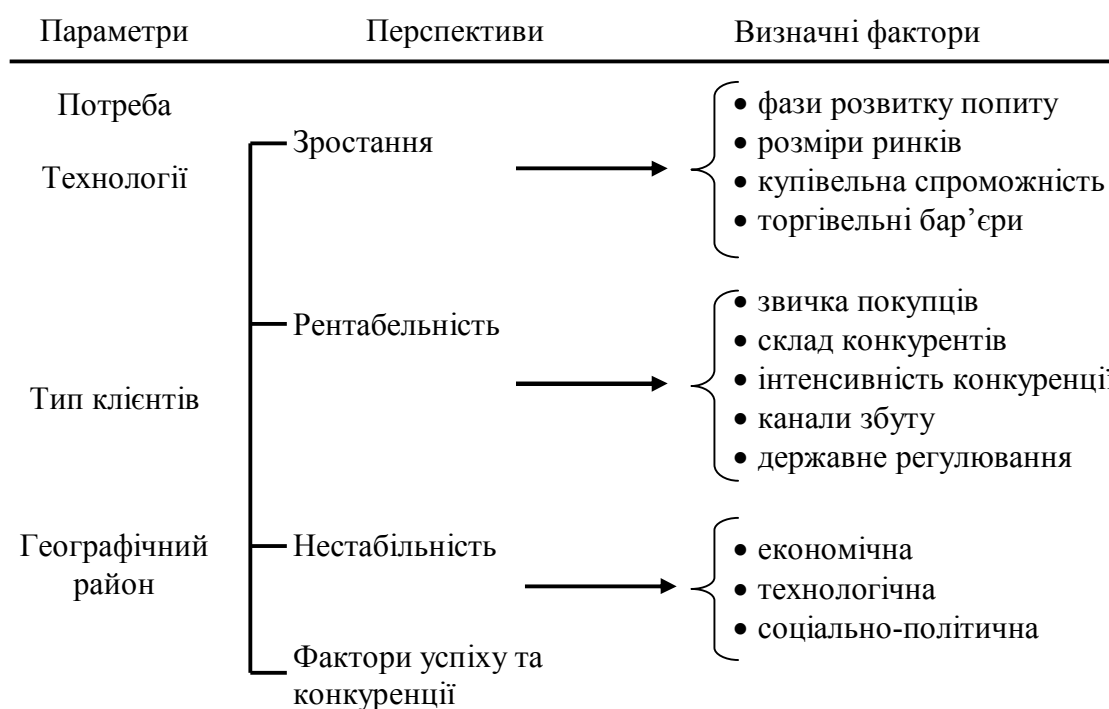 Параметри Перспективи Визначні фактори
Потреба
Технології
Тип клієнтів
Географічний
район
Зростання
Рентабельність
Нестабільність
Фактори успіху та
конкуренції
• фази розвитку попиту
• розміри ринків
• купівельна спроможність
• торгівельні бар’єри
• звичка покупців
• склад конкурентів
• інтенсивність конкуренції
• канали збуту
• державне регулювання
• економічна
• технологічна
• соціально-політична